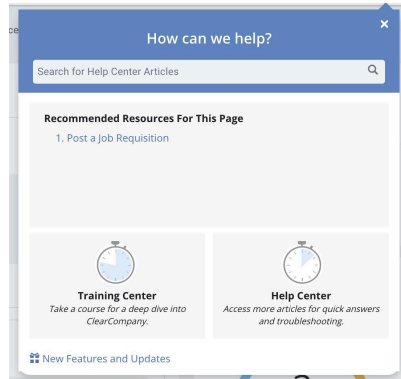 ce
How can we help?
Search for Help Center Articles
Recommended Resources For This Page
1. Post a Job Requisition
Training Center
Take a course for a deep dive into
ClearCompany.
Help Center
Access more articles for quick answers
and troubleshooting.
New Features and Updates